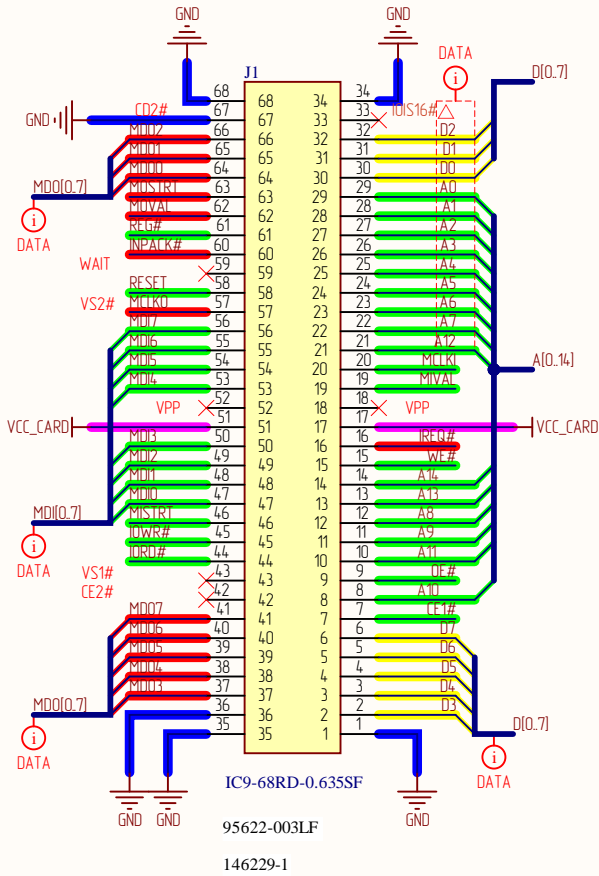 GND GND
DATA
J1 D[0..7]
68 68 34 34
GND CD2# 67 67 33 33 IOIS16#
MDO2 66 66 32 32 D2
MDO1 65 65 31 31 D1
MDO0 64 64 30 30 D0
MDO[0..7] MOSTRT 63 63 29 29 A0
MOVAL 62 62 28 28 A1
i
DATA
REG# 61 61 27 27 A2
INPACK# 60 60 26 26 A3
WAIT 59 59 25 25 A4
RESET 58 58 24 24 A5
VS2# MCLKO 57 57 23 23 A6
MDI7 56 56 22 22 A7
MDI6 55 55 21 21 A12
MDI5 54 54 20 20 MCLKI A[0..14]
MDI4 53 53 19 19 MIVAL
VPP 52 52 18 18 VPP
VCC_CARD 51 51 17 17 VCC_CARD
MDI3 50 50 16 16 IREQ#
MDI2 49 49 15 15 WE#
MDI1 48 48 14 14 A14
MDI0 47 47 13 13 A13
MDI[0..7] MISTRT 46 46 12 12 A8
IOWR# 45 45 11 11 A9
i
DATA
IORD# 44 44 10 10 A11
VS1# 43 43 9 9 OE#
CE2# 42 42 8 8 A10
MDO7 41 41 7 7 CE1#
MDO6 40 40 6 6 D7
MDO5 39 39 5 5 D6
MDO4 38 38 4 4 D5
MDO3 37 37 3 3 D4
MDO[0..7] 36 36 2 2 D3
35 35 1 1 D[0..7]
i
DATA
i
DATA
IC9-68RD-0.635SF
GND GND GND
95622-003LF
146229-1